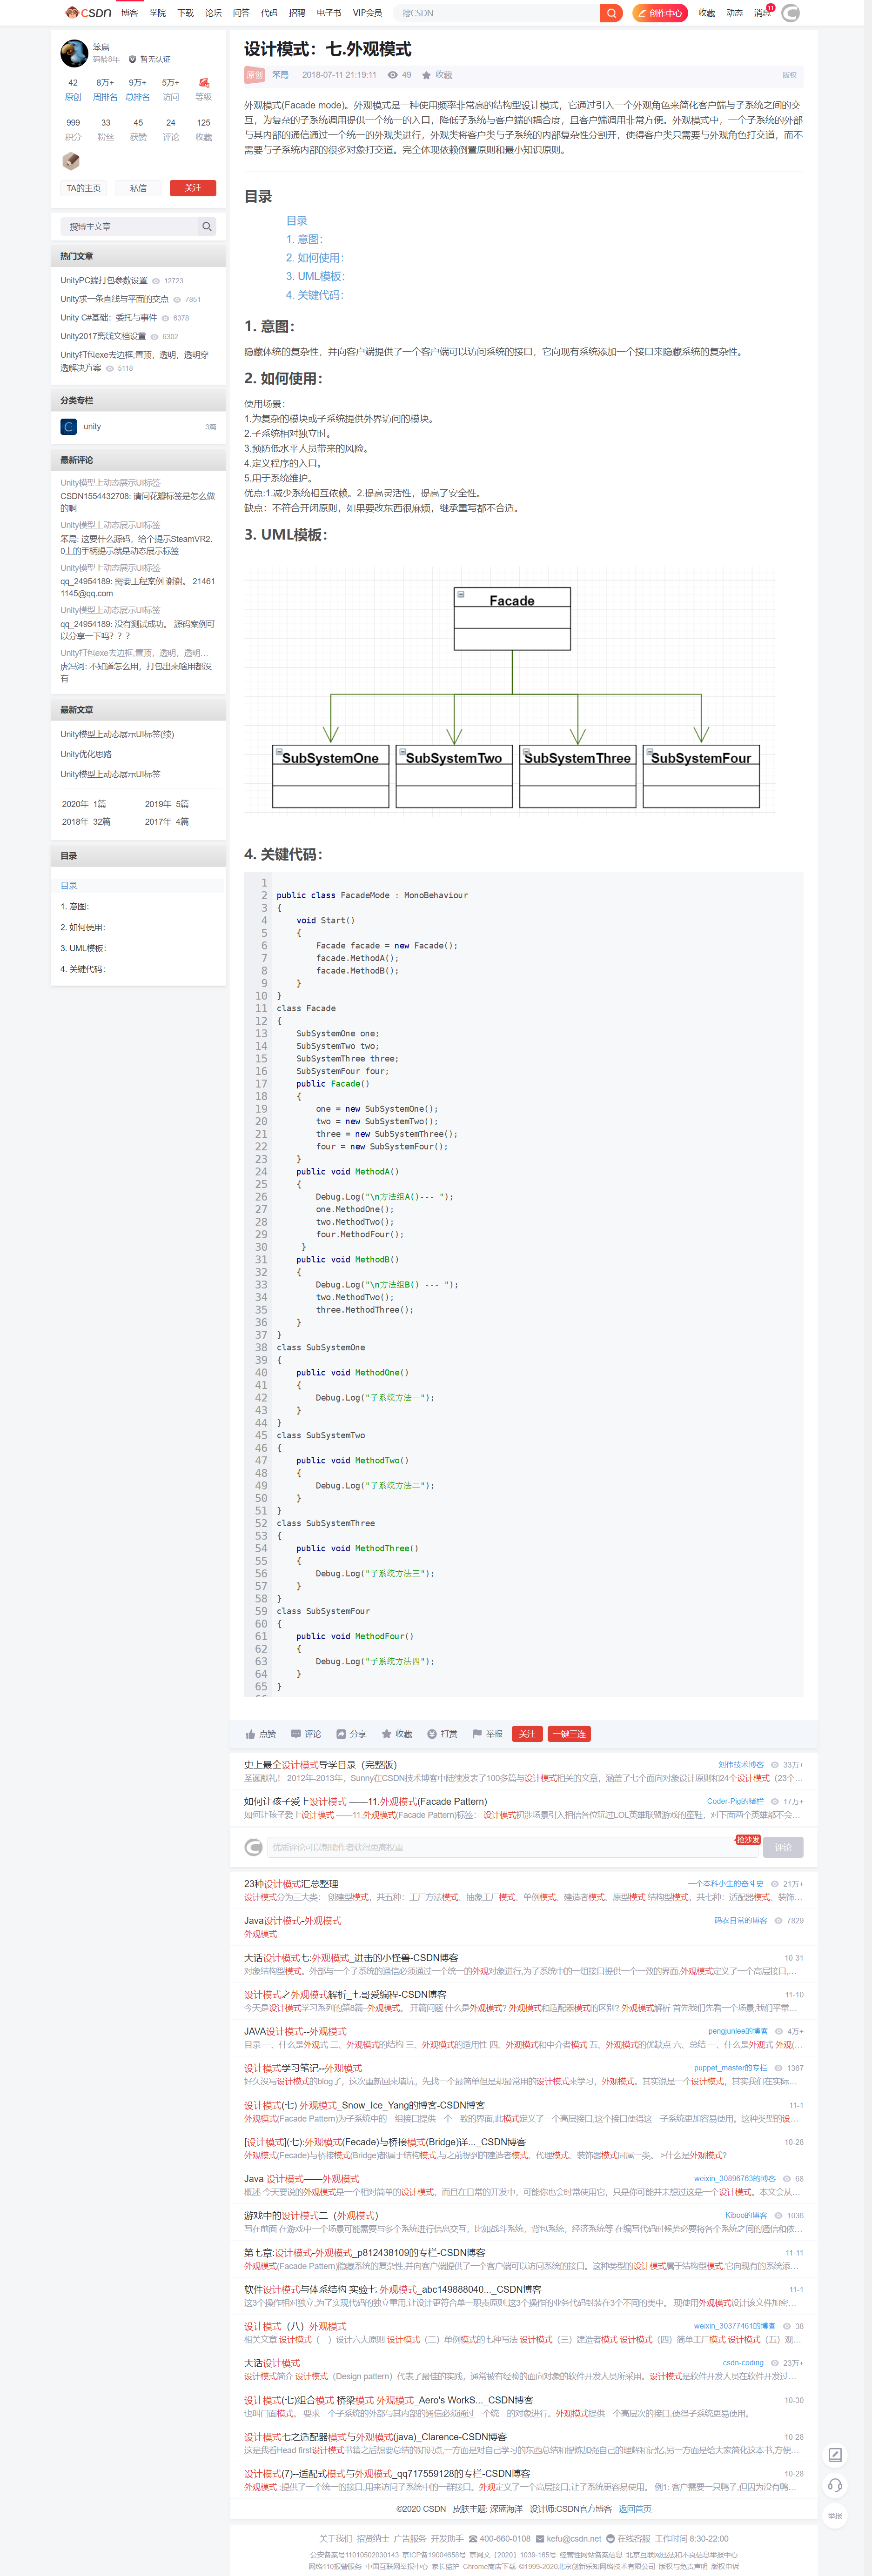 CSDN 博客 学院 下载 论坛 问答 代码 招聘 电子书 VIP会员 搜CSDN 创作中心 收藏 动态 消息 11
笨局
码龄8年 暂无认证
42 8万+ 9万+ 5万+
原创 周排名 总排名 访问 等级
999 33 45 24 125
积分 粉丝 获赞 评论 收藏
TA的主页 私信 关注
搜博主文章
热门文章
UnityPC端打包参数设置 12723
Unity求一条直线与平面的交点 7851
Unity C#基础：委托与事件 6378
Unity2017离线文档设置 6302
Unity打包exe去边框,置顶，透明，透明穿
透解决方案 5118
分类专栏
unity 3篇
最新评论
Unity模型上动态展示UI标签
CSDN1554432708: 请问花瓣标签是怎么做
的啊
Unity模型上动态展示UI标签
笨局: 这要什么源码，给个提示SteamVR2.
0上的手柄提示就是动态展示标签
Unity模型上动态展示UI标签
qq_24954189: 需要工程案例 谢谢。 21461
1145@qq.com
Unity模型上动态展示UI标签
qq_24954189: 没有测试成功。 源码案例可
以分享一下吗？？？
Unity打包exe去边框,置顶，透明，透明…
虎冯河: 不知道怎么用，打包出来啥用都没
有
最新文章
Unity模型上动态展示UI标签(续)
Unity优化思路
Unity模型上动态展示UI标签
2020年 1篇 2019年 5篇
2018年 32篇 2017年 4篇
目录
目录
1. 意图：
2. 如何使用：
3. UML模板：
4. 关键代码：
设计模式：七.外观模式
原创 笨局 2018-07-11 21:19:11 49 收藏 版权
外观模式(Facade mode)。外观模式是一种使用频率非常高的结构型设计模式，它通过引入一个外观角色来简化客户端与子系统之间的交
互，为复杂的子系统调用提供一个统一的入口，降低子系统与客户端的耦合度，且客户端调用非常方便。外观模式中，一个子系统的外部
与其内部的通信通过一个统一的外观类进行，外观类将客户类与子系统的内部复杂性分割开，使得客户类只需要与外观角色打交道，而不
需要与子系统内部的很多对象打交道。完全体现依赖倒置原则和最小知识原则。
目录
目录
1. 意图：
2. 如何使用：
3. UML模板：
4. 关键代码：
1. 意图：
隐藏体统的复杂性，并向客户端提供了一个客户端可以访问系统的接口，它向现有系统添加一个接口来隐藏系统的复杂性。
2. 如何使用：
使用场景：
1.为复杂的模块或子系统提供外界访问的模块。
2.子系统相对独立时。
3.预防低水平人员带来的风险。
4.定义程序的入口。
5.用于系统维护。
优点:1.减少系统相互依赖。2.提高灵活性，提高了安全性。
缺点：不符合开闭原则，如果要改东西很麻烦，继承重写都不合适。
3. UML模板：
Facade
SubSystemOne SubSystemTwo SubSystemThree SubSystemFour
4. 关键代码：
1
2 public class FacadeMode : MonoBehaviour
3 {
4 void Start()
5 {
6 Facade facade = new Facade();
7 facade.MethodA();
8 facade.MethodB();
9 }
10 }
11 class Facade
12 {
13 SubSystemOne one;
14 SubSystemTwo two;
15 SubSystemThree three;
16 SubSystemFour four;
17 public Facade()
18 {
19 one = new SubSystemOne();
20 two = new SubSystemTwo();
21 three = new SubSystemThree();
22 four = new SubSystemFour();
23 }
24 public void MethodA()
25 {
26 Debug.Log("\n方法组A()--- ");
27 one.MethodOne();
28 two.MethodTwo();
29 four.MethodFour();
30 }
31 public void MethodB()
32 {
33 Debug.Log("\n方法组B() --- ");
34 two.MethodTwo();
35 three.MethodThree();
36 }
37 }
38 class SubSystemOne
39 {
40 public void MethodOne()
41 {
42 Debug.Log("子系统方法一");
43 }
44 }
45 class SubSystemTwo
46 {
47 public void MethodTwo()
48 {
49 Debug.Log("子系统方法二");
50 }
51 }
52 class SubSystemThree
53 {
54 public void MethodThree()
55 {
56 Debug.Log("子系统方法三");
57 }
58 }
59 class SubSystemFour
60 {
61 public void MethodFour()
62 {
63 Debug.Log("子系统方法四");
64 }
65 }
点赞 评论 分享 收藏 打赏 举报 关注 一键三连
史上最全设计模式导学目录（完整版） 刘伟技术博客 33万+
圣诞献礼！ 2012年-2013年，Sunny在CSDN技术博客中陆续发表了100多篇与设计模式相关的文章，涵盖了七个面向对象设计原则和24个设计模式（23个…
如何让孩子爱上设计模式 ——11.外观模式(Facade Pattern) Coder-Pig的猪栏 17万+
如何让孩子爱上设计模式 ——11.外观模式(Facade Pattern)标签： 设计模式初涉场景引入相信各位玩过LOL英雄联盟游戏的童鞋，对下面两个英雄都不会…
优质评论可以帮助作者获得更高权重 抢沙发 评论
23种设计模式汇总整理 一个本科小生的奋斗史 21万+
设计模式分为三大类： 创建型模式，共五种：工厂方法模式、抽象工厂模式、单例模式、建造者模式、原型模式 结构型模式，共七种：适配器模式、装饰…
Java设计模式-外观模式 码农日常的博客 7829
外观模式
大话设计模式七:外观模式_进击的小怪兽-CSDN博客 10-31
对象结构型模式。外部与一个子系统的通信必须通过一个统一的外观对象进行,为子系统中的一组接口提供一个一致的界面,外观模式定义了一个高层接口,…
设计模式之外观模式解析_七哥爱编程-CSDN博客 11-10
今天是设计模式学习系列的第8篇--外观模式。 开篇问题 什么是外观模式? 外观模式和适配器模式的区别? 外观模式解析 首先我们先看一个场景,我们平常…
JAVA设计模式--外观模式 pengjunlee的博客 4万+
目录 一、什么是外观式 二、外观模式的结构 三、外观模式的适用性 四、外观模式和中介者模式 五、外观模式的优缺点 六、总结 一、什么是外观式 外观(…
设计模式学习笔记--外观模式 puppet_master的专栏 1367
好久没写设计模式的blog了，这次重新回来填坑，先找一个最简单但是却最常用的设计模式来学习，外观模式。其实说是一个设计模式，其实我们在实际…
设计模式(七) 外观模式_Snow_Ice_Yang的博客-CSDN博客 11-1
外观模式(Facade Pattern)为子系统中的一组接口提供一个一致的界面,此模式定义了一个高层接口,这个接口使得这一子系统更加容易使用。这种类型的设…
[设计模式](七):外观模式(Fecade)与桥接模式(Bridge)详..._CSDN博客 10-28
外观模式(Fecade)与桥接模式(Bridge)都属于结构模式,与之前提到的建造者模式、代理模式、装饰器模式同属一类。 >什么是外观模式?
Java 设计模式——外观模式 weixin_30896763的博客 68
概述 今天要说的外观模式是一个相对简单的设计模式，而且在日常的开发中，可能你也会时常使用它，只是你可能并未想过这是一个设计模式。本文会从…
游戏中的设计模式二（外观模式） Kiboo的博客 1036
写在前面 在游戏中一个场景可能需要与多个系统进行信息交互，比如战斗系统，背包系统，经济系统等 在编写代码时候势必要将各个系统之间的通信和依…
第七章:设计模式-外观模式_p812438109的专栏-CSDN博客 11-11
外观模式(Facade Pattern)隐藏系统的复杂性,并向客户端提供了一个客户端可以访问系统的接口。这种类型的设计模式属于结构型模式,它向现有的系统添…
软件设计模式与体系结构 实验七 外观模式_abc149888040..._CSDN博客 11-1
这3个操作相对独立,为了实现代码的独立重用,让设计更符合单一职责原则,这3个操作的业务代码封装在3个不同的类中。 现使用外观模式设计该文件加密…
设计模式（八）外观模式 weixin_30377461的博客 38
相关文章 设计模式（一）设计六大原则 设计模式（二）单例模式的七种写法 设计模式（三）建造者模式 设计模式（四）简单工厂模式 设计模式（五）观…
大话设计模式 csdn-coding 23万+
设计模式简介 设计模式（Design pattern）代表了最佳的实践，通常被有经验的面向对象的软件开发人员所采用。设计模式是软件开发人员在软件开发过…
设计模式(七)组合模式 桥梁模式 外观模式_Aero's WorkS..._CSDN博客 10-30
也叫门面模式。 要求一个子系统的外部与其内部的通信必须通过一个统一的对象进行。外观模式提供一个高层次的接口,使得子系统更易使用。
设计模式七之适配器模式与外观模式(java)_Clarence-CSDN博客 10-28
这是我看Head first设计模式书籍之后想要总结的知识点,一方面是对自己学习的东西总结和提炼加强自己的理解和记忆,另一方面是给大家简化这本书,方便…
设计模式(7)--适配式模式与外观模式_qq717559128的专栏-CSDN博客 10-28
外观模式 :提供了一个统一的接口,用来访问子系统中的一群接口。外观定义了一个高层接口,让子系统更容易使用。 例1: 客户需要一只鸭子,但因为没有鸭…
©2020 CSDN 皮肤主题: 深蓝海洋 设计师:CSDN官方博客 返回首页
举报
关于我们 招贤纳士 广告服务 开发助手 400-660-0108 kefu@csdn.net 在线客服 工作时间 8:30-22:00
公安备案号11010502030143 京ICP备19004658号 京网文〔2020〕1039-165号 经营性网站备案信息 北京互联网违法和不良信息举报中心
网络110报警服务 中国互联网举报中心 家长监护 Chrome商店下载 ©1999-2020北京创新乐知网络技术有限公司 版权与免责声明 版权申诉